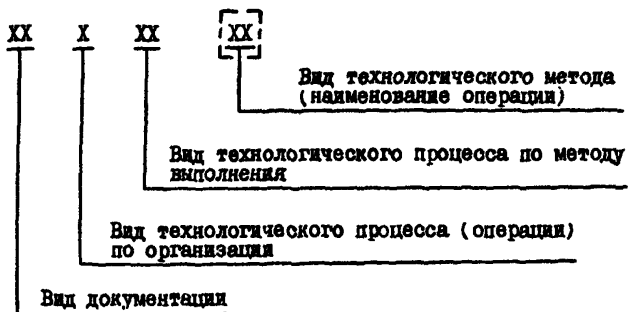 XX X XX XX
Вид технологического метода
(наименование операции)
Вид технологического процесса по методу
выполнения
Вид технологического процесса (операции)
по организации
Вид документации